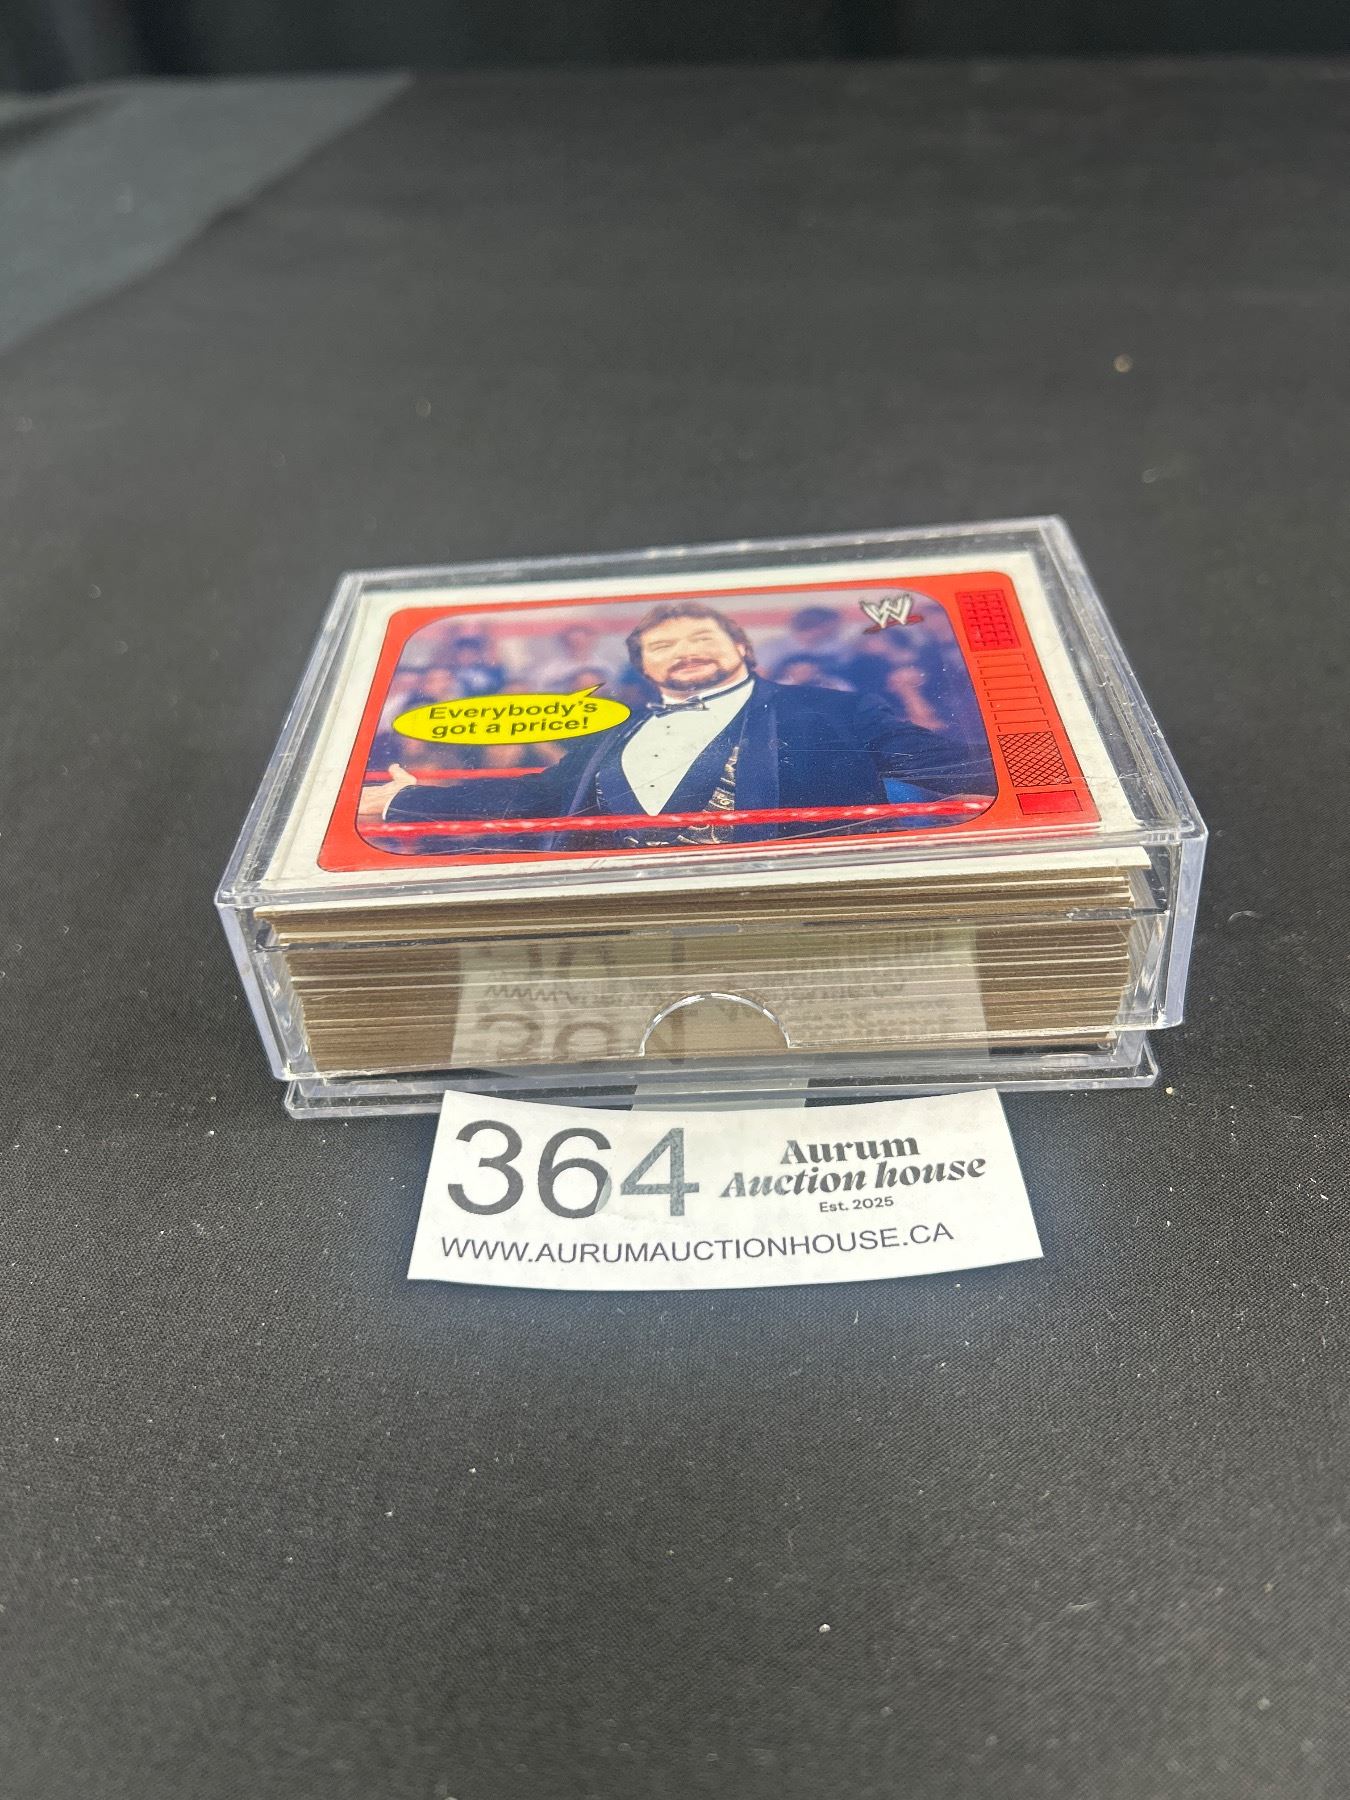 W
Everybody's
got a price!
364
Aurum
Auction house
Est. 2025
WWW.AURUMAUCTIONHOUSE.CA